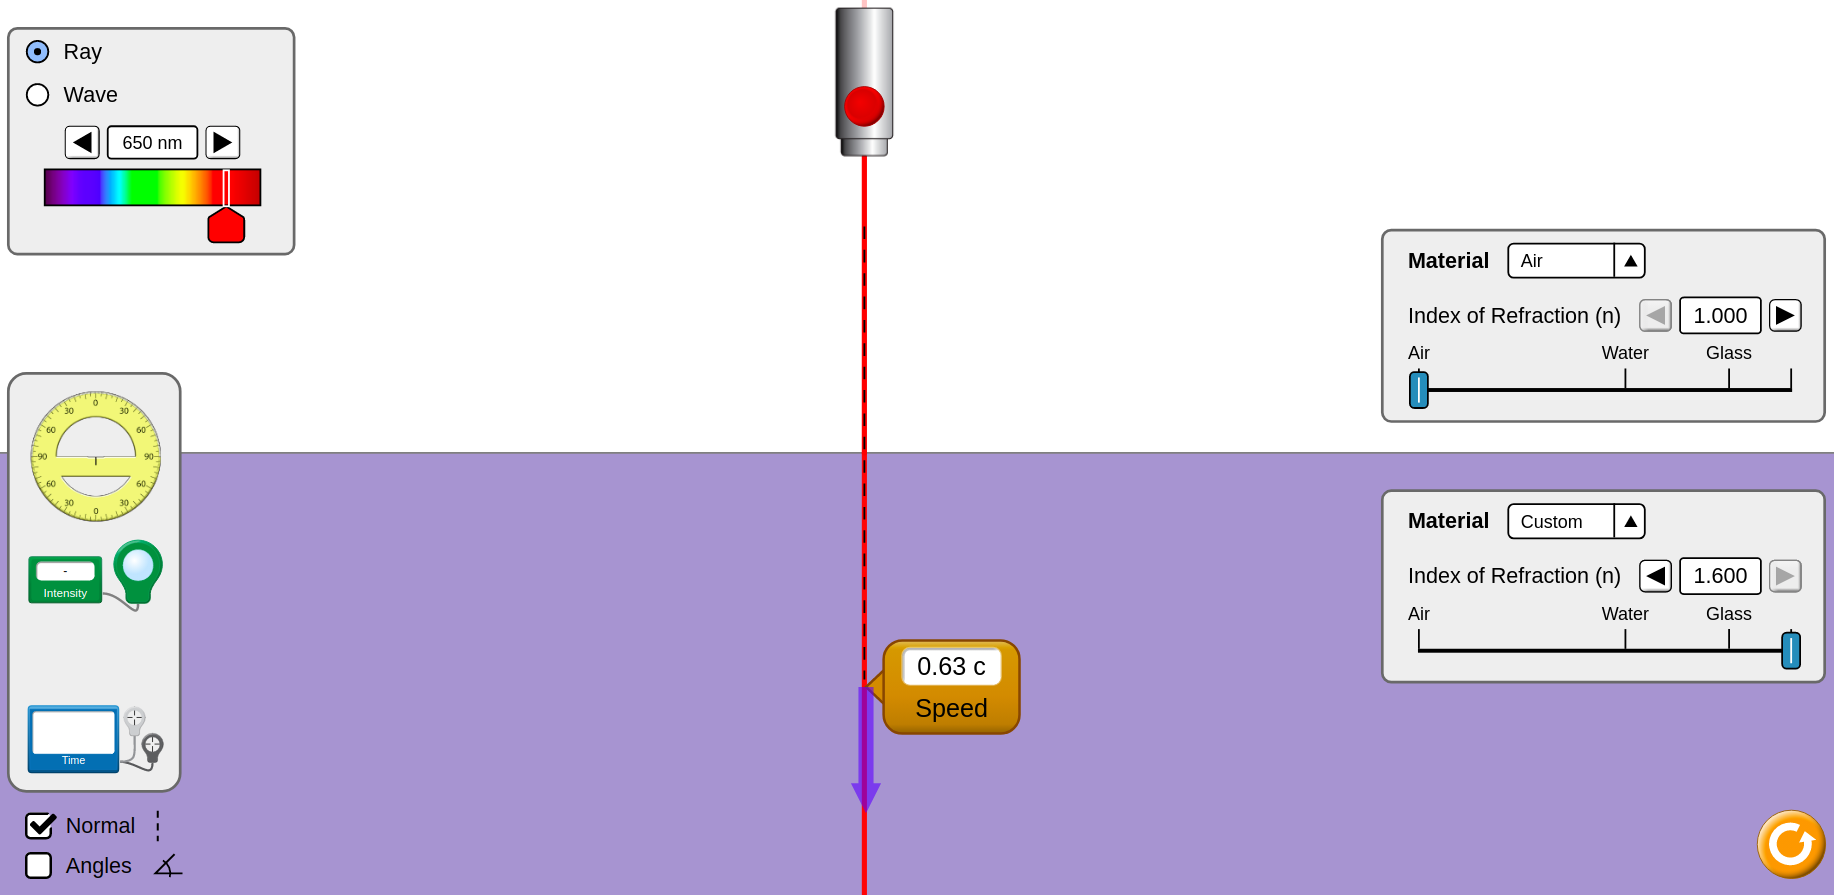 Ray
Wave
650 nm
Material Air
Index of Refraction (n) 1.000
Air Water Glass
0
30 30
60 60
90 90
60 60
30 30
0
-
Intensity
Material Custom
Index of Refraction (n) 1.600
Air Water Glass
0.63 c
Speed
Time
Normal
Angles